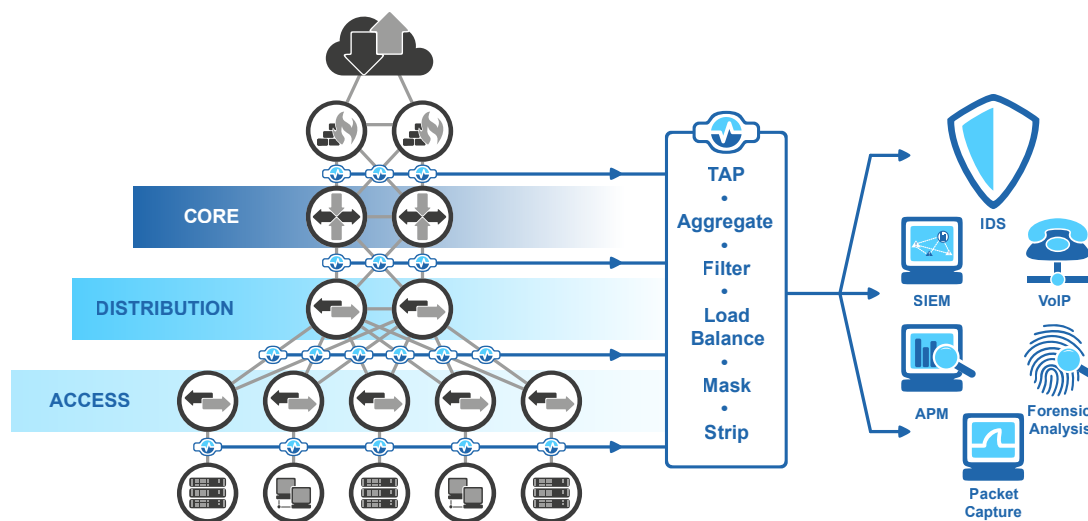 CORE
DISTRIBUTION
ACCESS
TAP
•
Aggregate
•
Filter
•
Load
Balance
•
Mask
•
Strip
IDS
SIEM
VoIP
APM
Forensic
Analysis
Packet
Capture